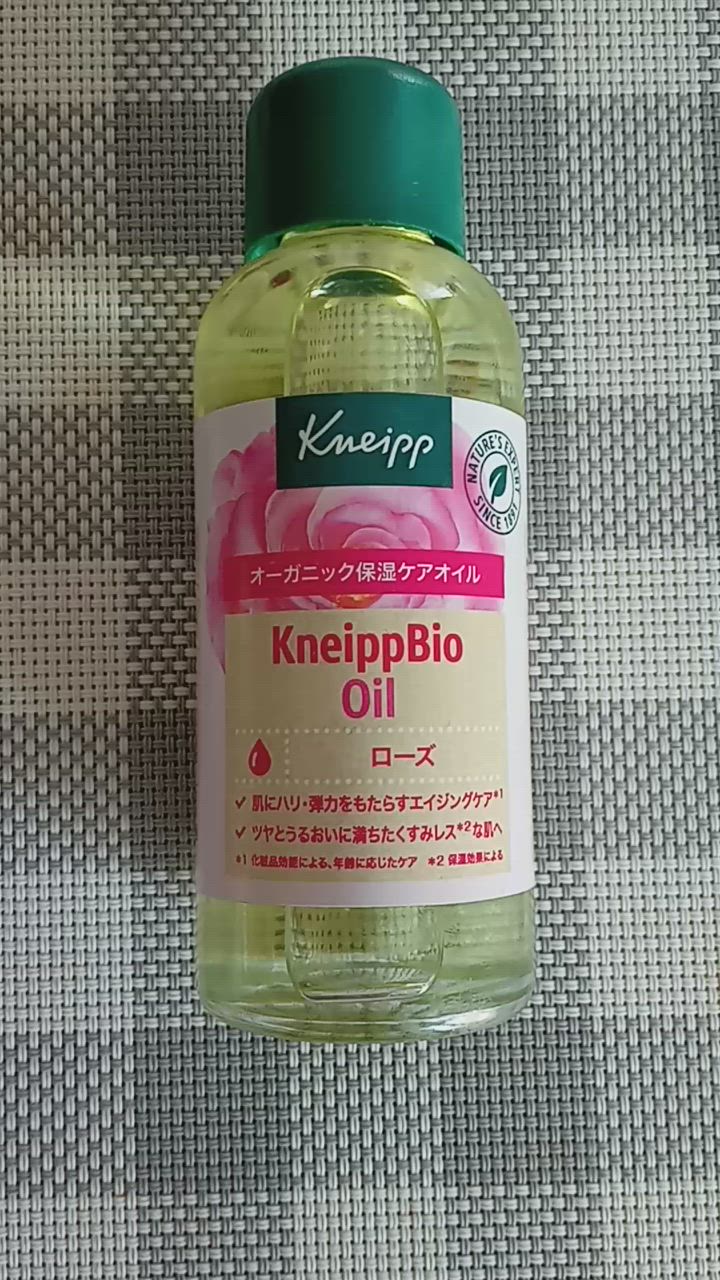 Kneipp
NATURE'S EXPERT
SINCE 1891
オーガニック保湿ケアオイル
KneippBio
Oil
ローズ
✓ 肌にハリ・弾力をもたらすエイジングケア*1
✓ ツヤとうるおいに満ちたくすみレス*2な肌へ
*1 化粧品効能による、年齢に応じたケア *2 保湿効果による